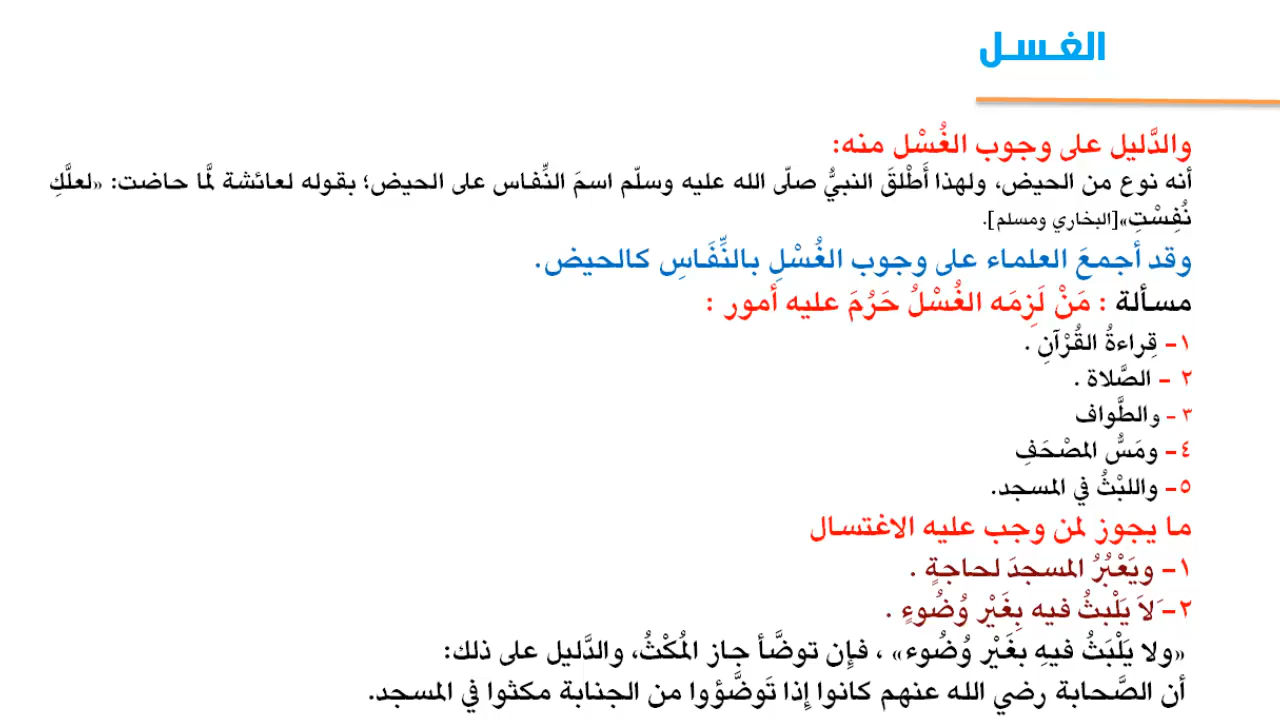 الغسل
والدَّليل على وجوب الغُسْل منه:
أنه نوع من الحيض، ولهذا أَطْلقَ النبيُّ صلّى الله عليه وسلّم اسمَ النِّفاس على الحيض؛ بقوله لعائشة لمَّا حاضت: «لعلَّكِ
نُفِسْتِ»[البخاري ومسلم].
وقد أجمعَ العلماء على وجوب الغُسْلِ بالنِّفَاسِ كالحيض.
مسألة : مَنْ لَزِمَه الغُسْلُ حَرُمَ عليه أمور :
١- قِراءةُ القُرْآنِ .
٢ - الصَّلاة .
٣ - والطَّواف
٤- ومَسُّ المصْحَفِ
٥- واللبْثُ في المسجد.
ما يجوز لمن وجب عليه الاغتسال
١- ويَعْبُرُ المسجدَ لحاجةٍ .
٢- َلاَ يَلْبثُ فيه بِغَيْر وُضُوءٍ .
«ولا يَلْبَثُ فيهِ بغَيْر وُضُوء» ، فإِن توضَّأ جاز المُكْثُ، والدَّليل على ذلك:
أن الصَّحابة رضي الله عنهم كانوا إِذا تَوضَّؤوا من الجنابة مكثوا في المسجد.